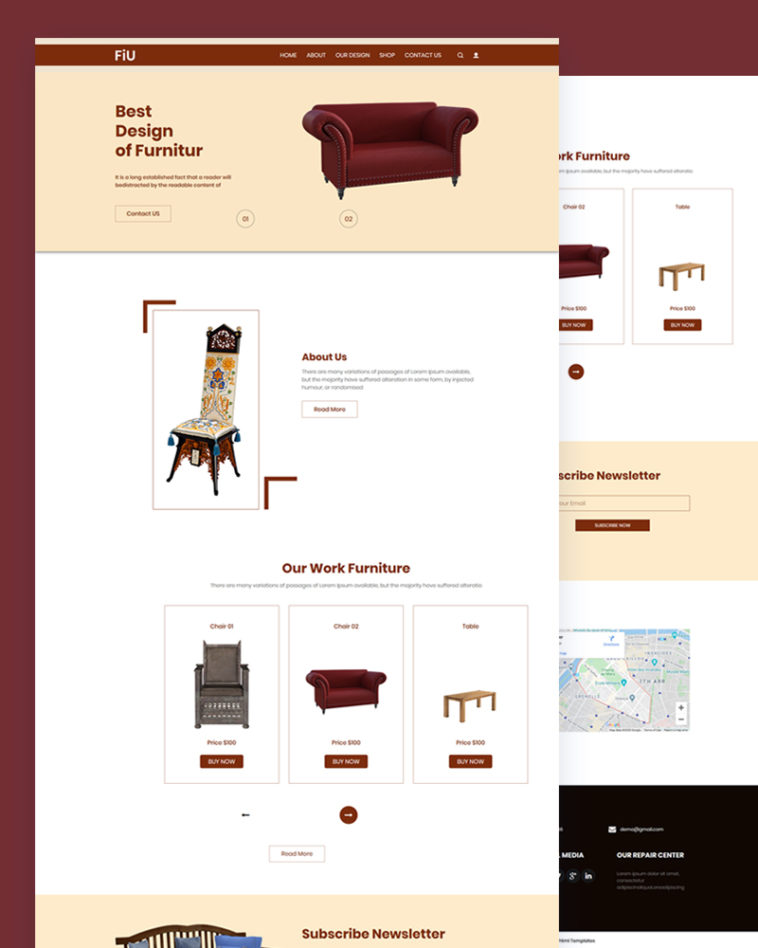 FiU
HOME ABOUT OUR DESIGN SHOP CONTACT US
Best
Design
of Furnitur
It is a long established fact that a reader will
bedistracted by the readable content of
Contact US
01
02
About Us
There are many variations of passages of Lorem Ipsum available,
but the majority have suffered alteration in some form, by injected
humour, or randomised
Read More
Our Work Furniture
There are many variations of passages of Lorem Ipsum available, but the majority have suffered alteratio
Chair 01
Chair 02
Table
Price $100
Price $100
Price $100
BUY NOW
BUY NOW
BUY NOW
Read More
Subscribe Newsletter
ork Furniture
m Ipsum available, but the majority have suffered alteratio
Chair 02
Table
Price $100
Price $100
BUY NOW
BUY NOW
scribe Newsletter
our Email
SUBSCRIBE NOW
Directions
demo@gmail.com
L MEDIA
OUR REPAIR CENTER
Lorem ipsum dolor sit amet,
consectetur
html Templates